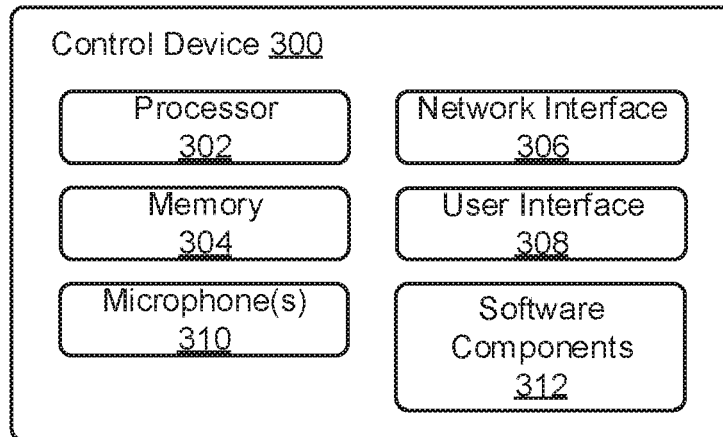 Control Device 300
Processor
302
Network Interface
306
Memory
304
User Interface
308
Microphone(s)
310
Software
Components
312